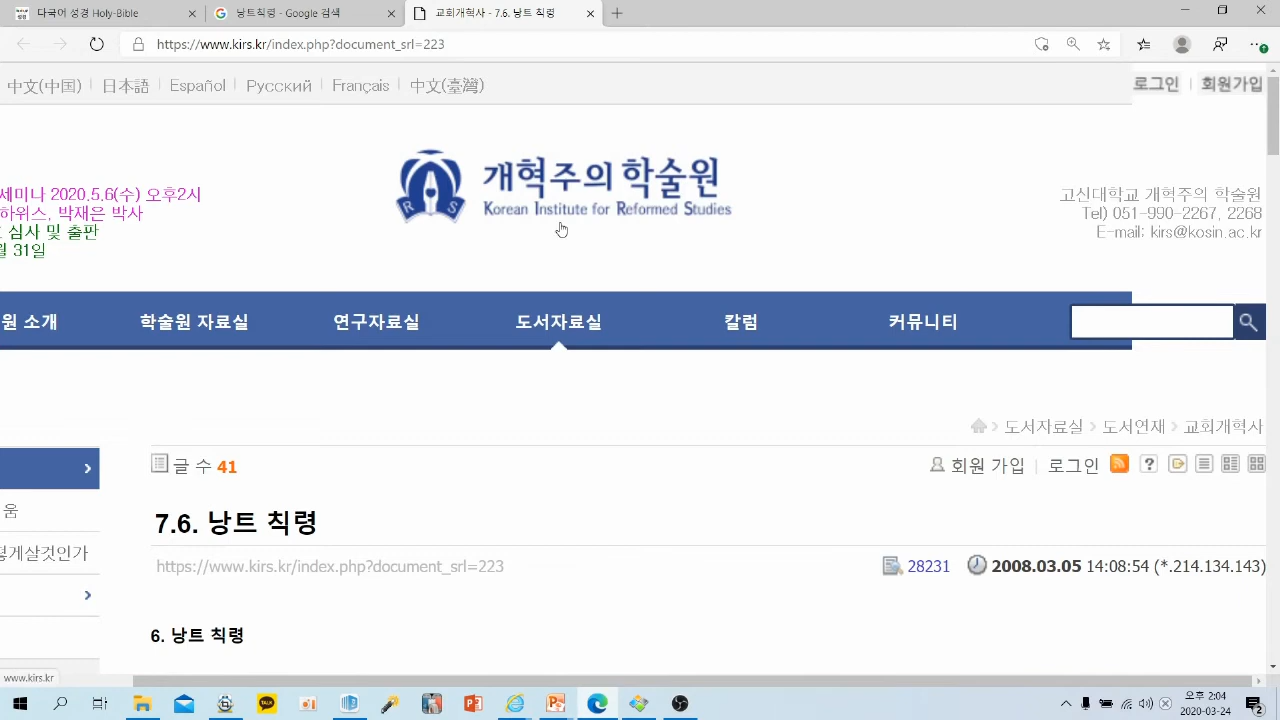 다국어 성경 Holy-Bible
낭트칙령 - Google 검색
교회개혁사 - 7.6. 낭트 칙령
https://www.kirs.kr/index.php?document_srl=223
中文(中国) 日本語 Español Русский Français 中文(臺灣)
로그인 회원가입
세미나 2020.5.6(수) 오후2시
하위스, 박재은 박사
심사 및 출판
월 31일
개혁주의 학술원
RS
Korean Institute for Reformed Studies
고신대학교 개혁주의 학술원
Tel) 051-990-2267, 2268
E-mail: kirs@kosin.ac.kr
원 소개 학술원 자료실 연구자료실 도서자료실 칼럼 커뮤니티
도서자료실 > 도서연재 > 교회개혁사
글 수 41
회원 가입 | 로그인
움
떻게살것인가
7.6. 낭트 칙령
https://www.kirs.kr/index.php?document_srl=223
28231 2008.03.05 14:08:54 (*.214.134.143)
6. 낭트 칙령
www.kirs.kr
오후 2:04
2020-03-24